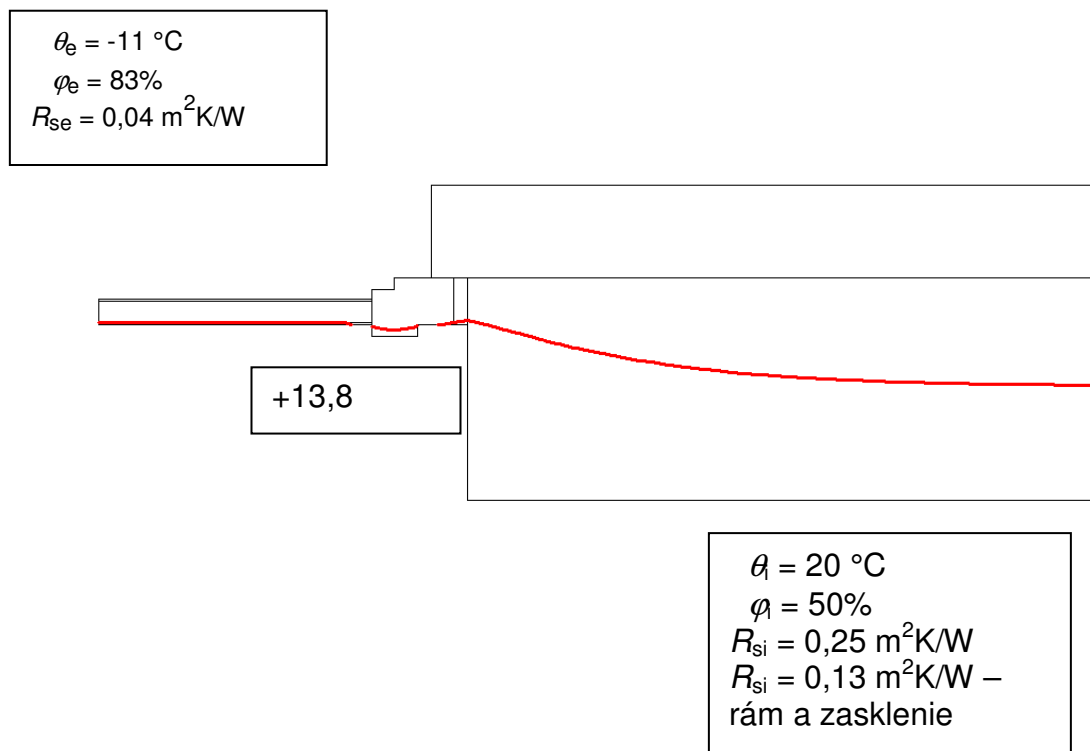 θe = -11 °C
φe = 83%
Rse = 0,04 m²K/W
+13,8
θi = 20 °C
φi = 50%
Rsi = 0,25 m²K/W
Rsi = 0,13 m²K/W –
rám a zasklenie